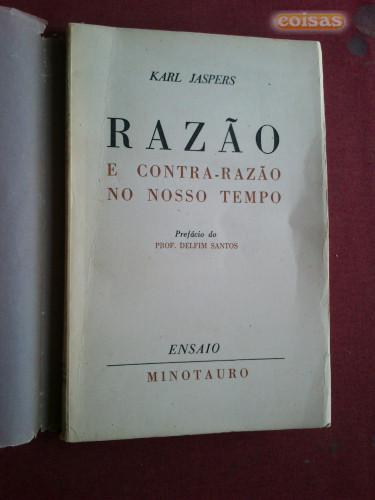 coisas
KARL JASPERS
RAZÃO
E CONTRA-RAZÃO
NO NOSSO TEMPO
Prefácio do
PROF. DELFIM SANTOS
ENSAIO
MINOTAURO